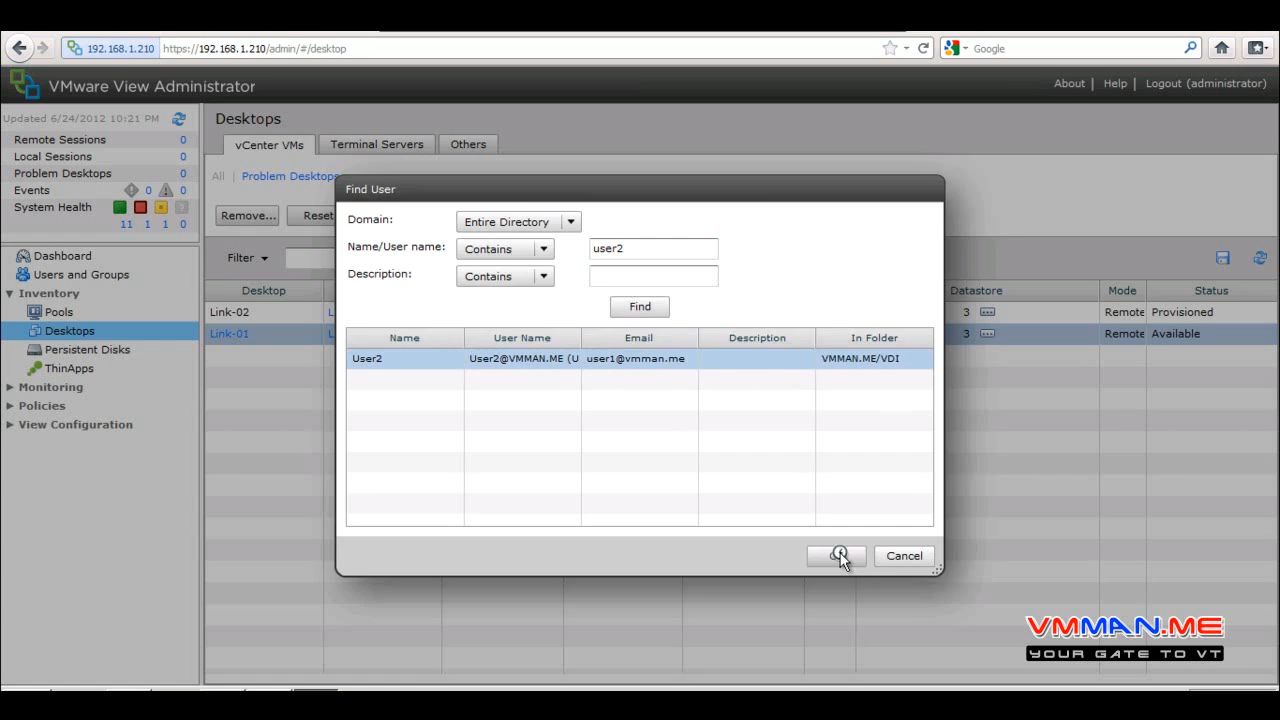 192.168.1.210 https://192.168.1.210/admin/#/desktop Google
VMware View Administrator About | Help | Logout (administrator)
Updated 6/24/2012 10:21 PM
Remote Sessions 0
Local Sessions 0
Problem Desktops 0
Events 0 0
System Health
11 1 1 0
Dashboard
Users and Groups
Inventory
Pools
Desktops
Persistent Disks
ThinApps
Monitoring
Policies
View Configuration
Desktops
vCenter VMs Terminal Servers Others
All | Problem Desktops
Remove... Reset
Filter
Desktop Datastore Mode Status
Link-02 L 3 Remote Provisioned
Link-01 L 3 Remote Available
Find User
Domain: Entire Directory
Name/User name: Contains user2
Description: Contains
Find
Name User Name Email Description In Folder
User2 User2@VMMAN.ME (U user1@vmman.me VMMAN.ME/VDI
Cancel
VMMAN.ME
YOUR GATE TO VT